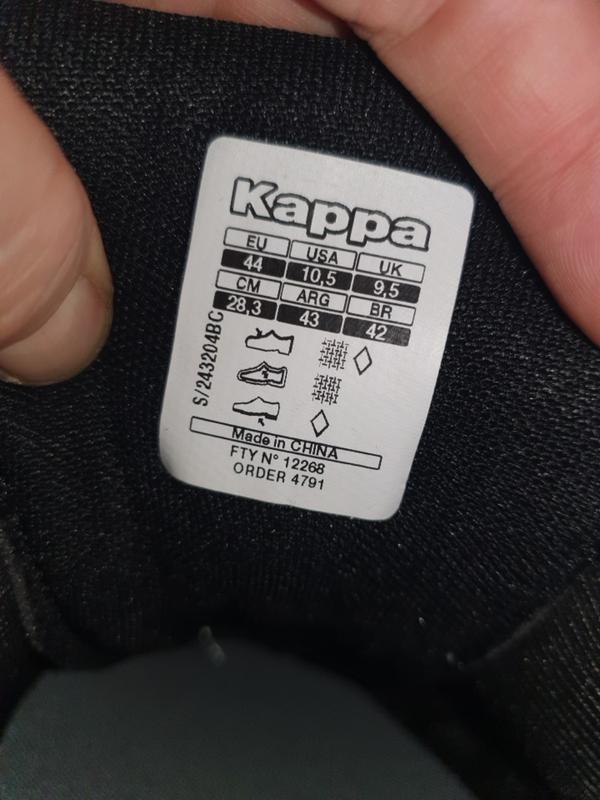 Kappa
EU USA UK
44 10,5 9,5
CM ARG BR
28,3 43 42
S/243204BC
Made in CHINA
FTY N° 12268
ORDER 4791